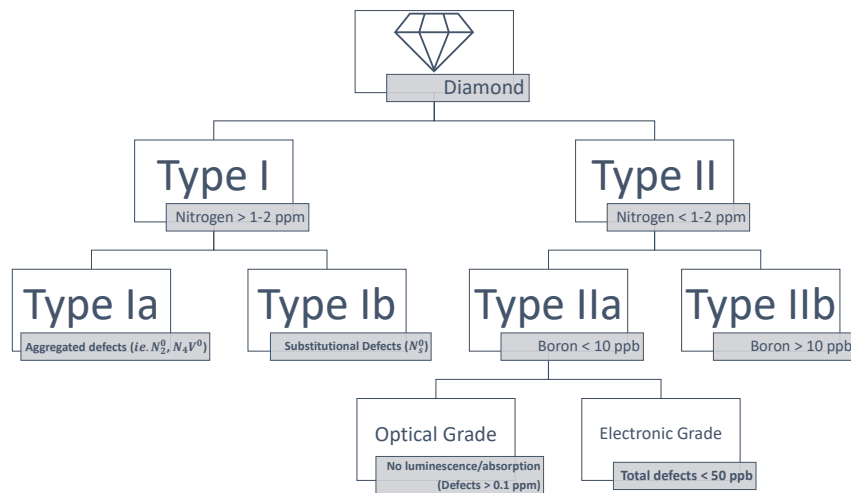 Diamond
Type I
Nitrogen > 1-2 ppm
Type II
Nitrogen < 1-2 ppm
Type Ia
Aggregated defects (ie. N₂⁰, N₄V⁰)
Type Ib
Substitutional Defects (Nₛ⁰)
Type IIa
Boron < 10 ppb
Type IIb
Boron > 10 ppb
Optical Grade
No luminescence/absorption
(Defects > 0.1 ppm)
Electronic Grade
Total defects < 50 ppb